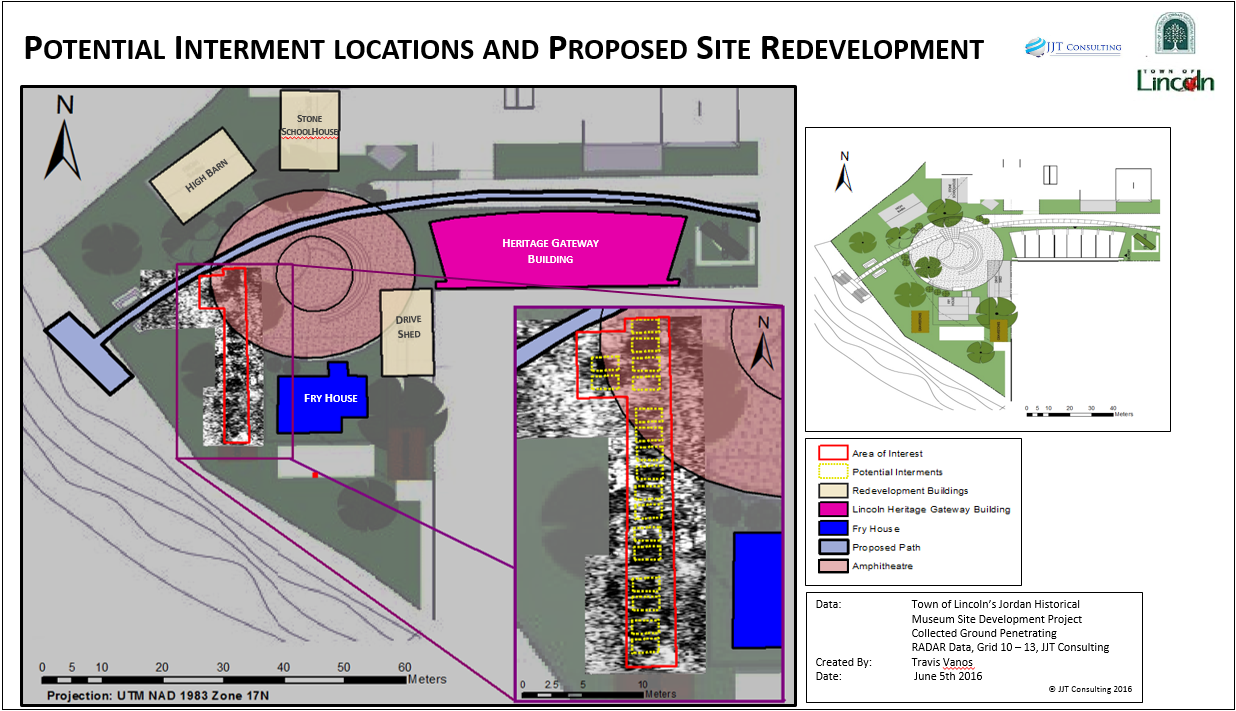 POTENTIAL INTERMENT LOCATIONS AND PROPOSED SITE REDEVELOPMENT
JJT CONSULTING
TOWN OF
Lincoln
N
STONE
SCHOOLHOUSE
HIGH BARN
HERITAGE GATEWAY
BUILDING
DRIVE
SHED
FRY HOUSE
N
0 2.5 5 10
Meters
0 5 10 20 30 40 50 60
Meters
Projection: UTM NAD 1983 Zone 17N
N
0 5 10 20 30 40
Meters
Area of Interest
Potential Interments
Redevelopment Buildings
Lincoln Heritage Gateway Building
Fry House
Proposed Path
Amphitheatre
Data: Town of Lincoln's Jordan Historical
Museum Site Development Project
Collected Ground Penetrating
RADAR Data, Grid 10 – 13, JJT Consulting
Created By: Travis Vanos
Date: June 5th 2016
© JJT Consulting 2016